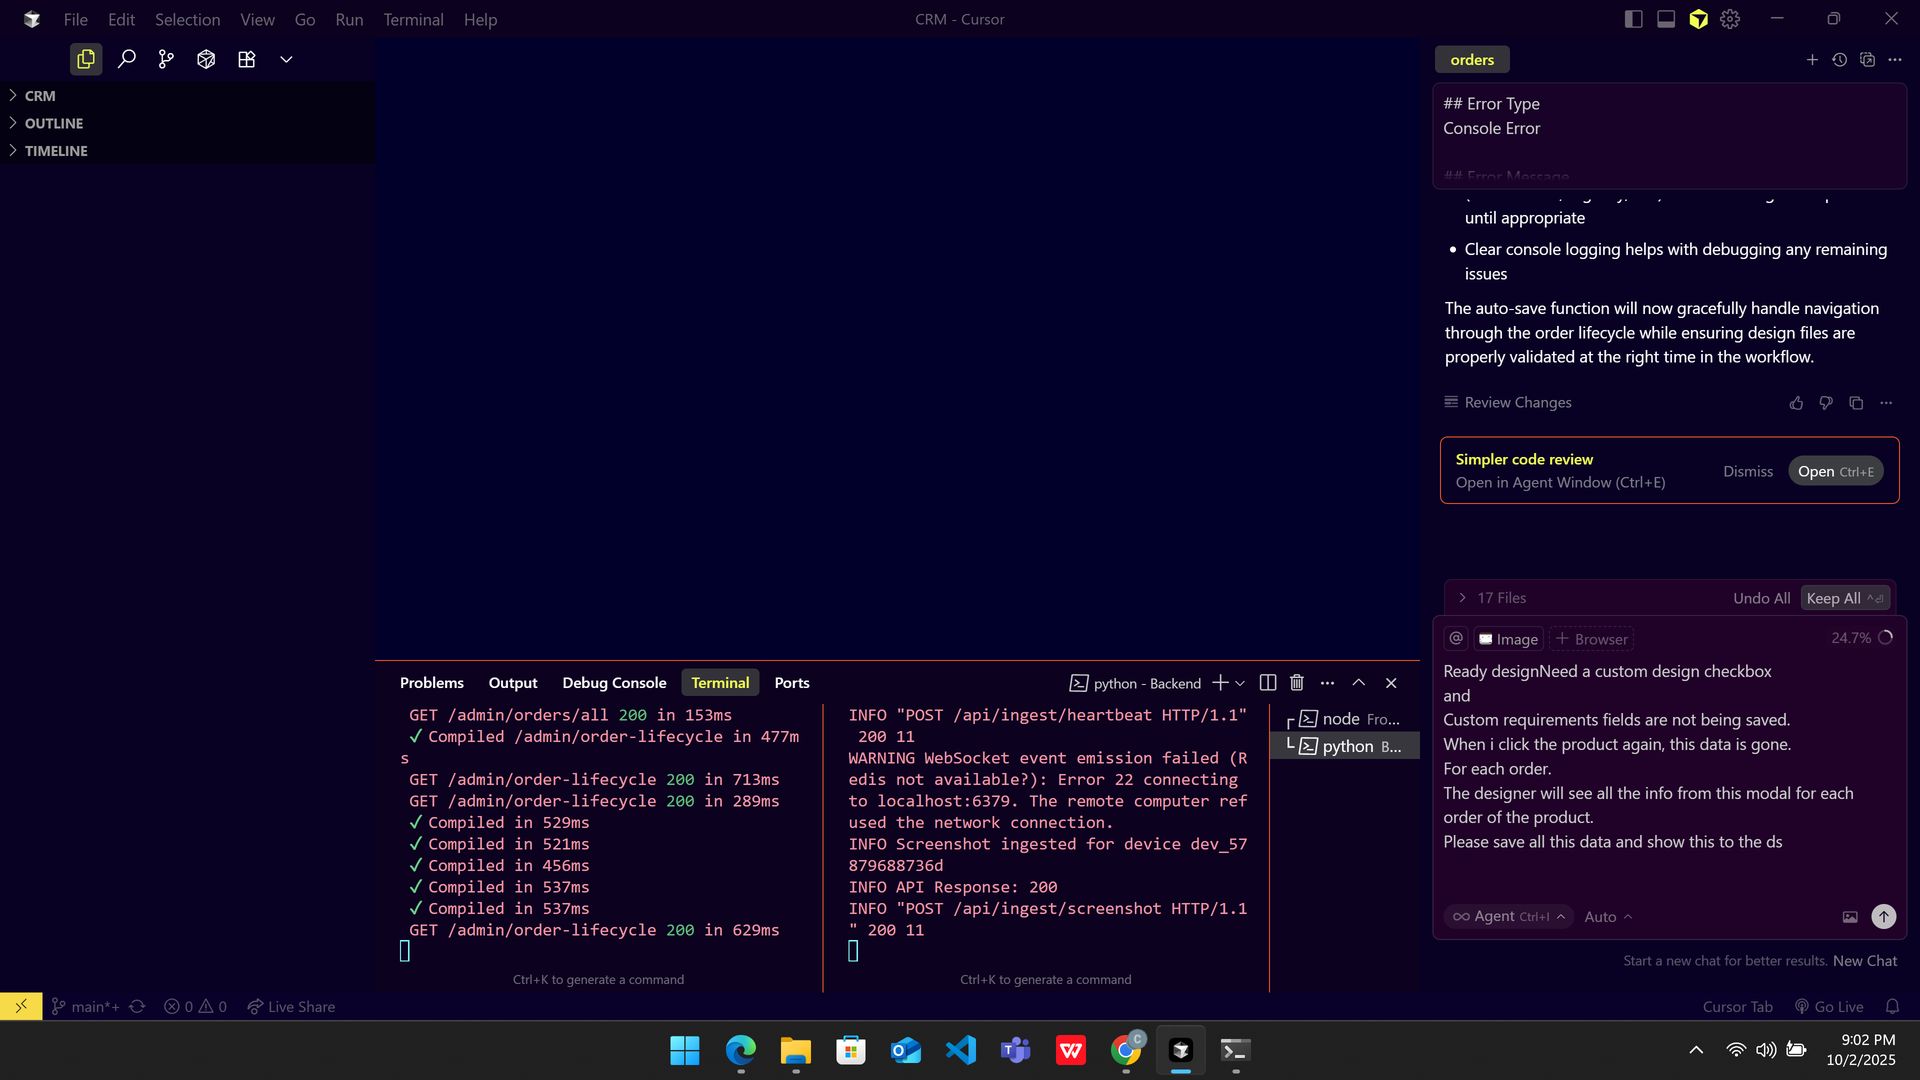 File Edit Selection View Go Run Terminal Help
CRM - Cursor
CRM
OUTLINE
TIMELINE
orders
## Error Type
Console Error
## Error Message
until appropriate
• Clear console logging helps with debugging any remaining
issues
The auto-save function will now gracefully handle navigation
through the order lifecycle while ensuring design files are
properly validated at the right time in the workflow.
Review Changes
Simpler code review
Open in Agent Window (Ctrl+E)
Dismiss
Open Ctrl+E
17 Files
Undo All
Keep All
@ Image + Browser
24.7%
Ready designNeed a custom design checkbox
and
Custom requirements fields are not being saved.
When i click the product again, this data is gone.
For each order.
The designer will see all the info from this modal for each
order of the product.
Please save all this data and show this to the ds
Agent Ctrl+I
Auto
Start a new chat for better results. New Chat
Problems Output Debug Console Terminal Ports
python - Backend
GET /admin/orders/all 200 in 153ms
✓ Compiled /admin/order-lifecycle in 477m
s
GET /admin/order-lifecycle 200 in 713ms
GET /admin/order-lifecycle 200 in 289ms
✓ Compiled in 529ms
✓ Compiled in 521ms
✓ Compiled in 456ms
✓ Compiled in 537ms
✓ Compiled in 537ms
GET /admin/order-lifecycle 200 in 629ms
Ctrl+K to generate a command
INFO "POST /api/ingest/heartbeat HTTP/1.1"
200 11
WARNING WebSocket event emission failed (R
edis not available?): Error 22 connecting
to localhost:6379. The remote computer ref
used the network connection.
INFO Screenshot ingested for device dev_57
879688736d
INFO API Response: 200
INFO "POST /api/ingest/screenshot HTTP/1.1
" 200 11
Ctrl+K to generate a command
node Fro...
python B...
main*+
0 0
Live Share
Cursor Tab
Go Live
9:02 PM
10/2/2025